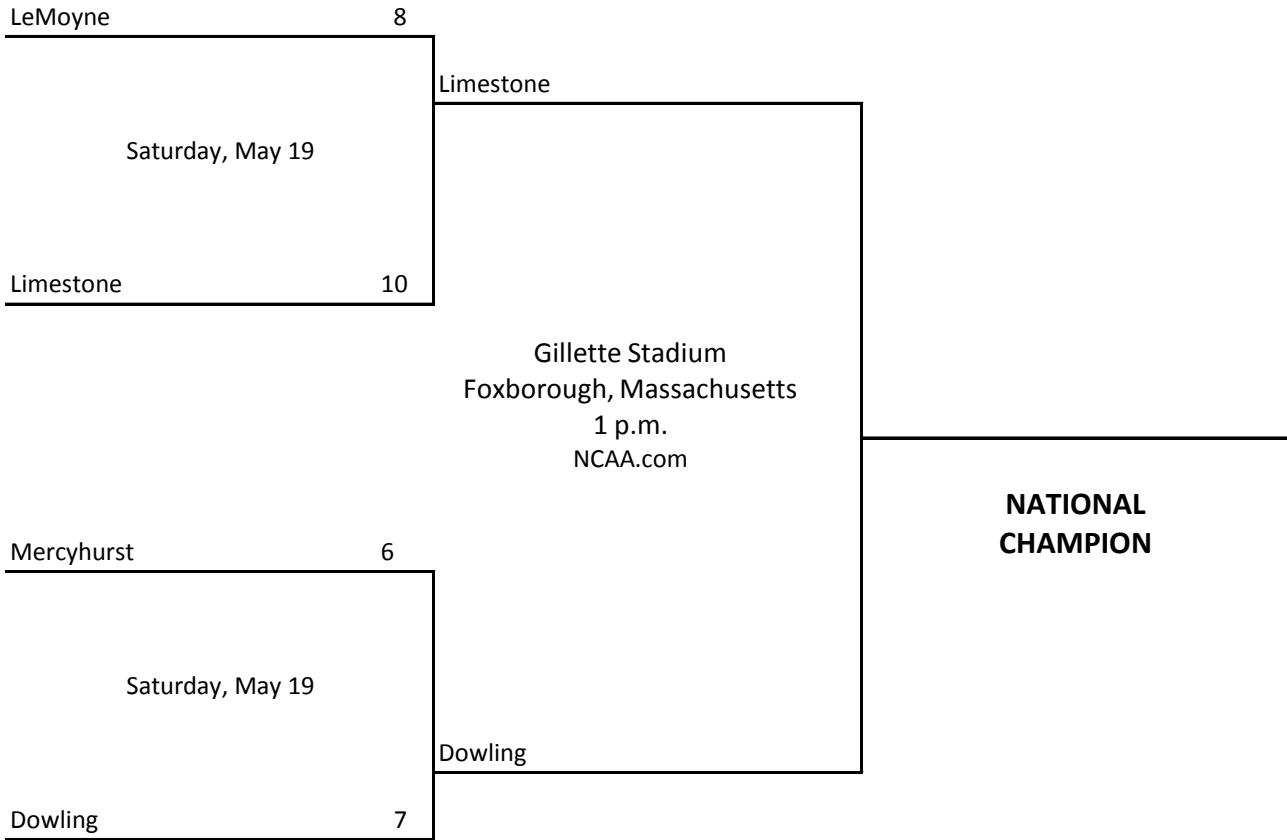 LeMoyne 8
Limestone
Saturday, May 19
Limestone 10
Gillette Stadium
Foxborough, Massachusetts
1 p.m.
NCAA.com
NATIONAL
CHAMPION
Mercyhurst 6
Saturday, May 19
Dowling
Dowling 7